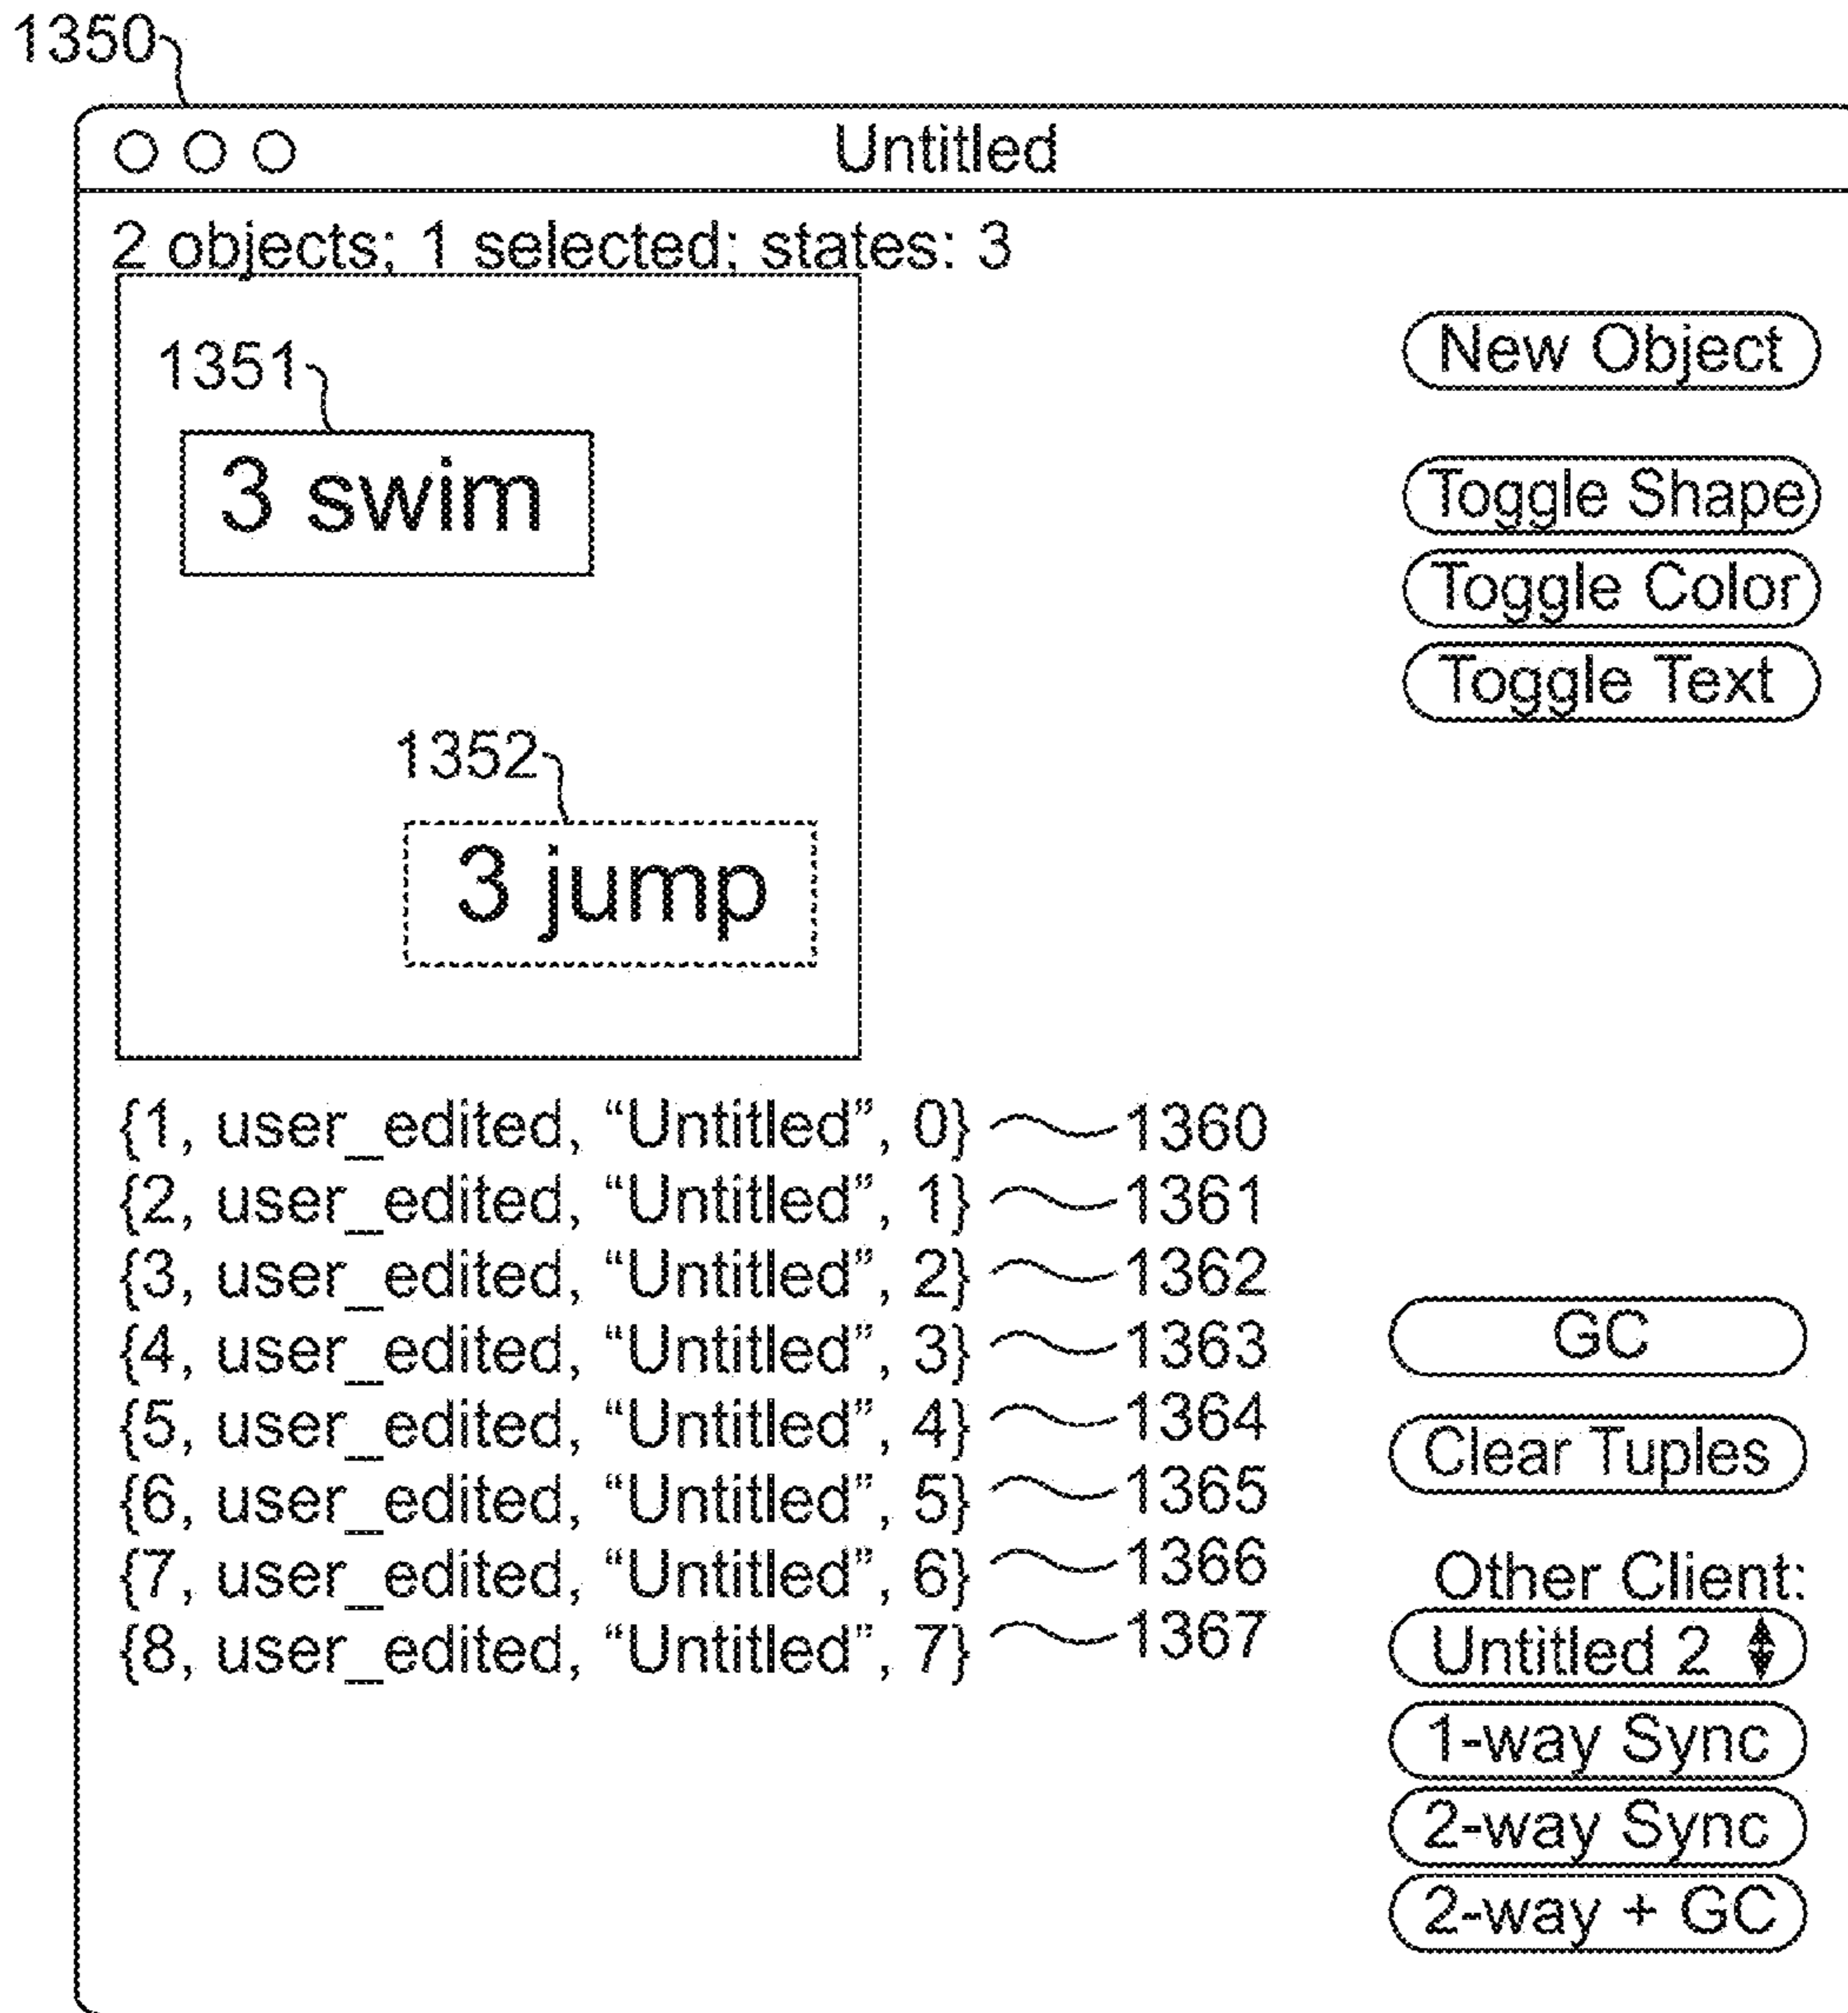 1350
Untitled
2 objects; 1 selected; states: 3
1351
3 swim
1352
3 jump
New Object
Toggle Shape
Toggle Color
Toggle Text
{1, user_edited, “Untitled”, 0} 1360
{2, user_edited, “Untitled”, 1} 1361
{3, user_edited, “Untitled”, 2} 1362
{4, user_edited, “Untitled”, 3} 1363
{5, user_edited, “Untitled”, 4} 1364
{6, user_edited, “Untitled”, 5} 1365
{7, user_edited, “Untitled”, 6} 1366
{8, user_edited, “Untitled”, 7} 1367
GC
Clear Tuples
Other Client:
Untitled 2
1-way Sync
2-way Sync
2-way + GC